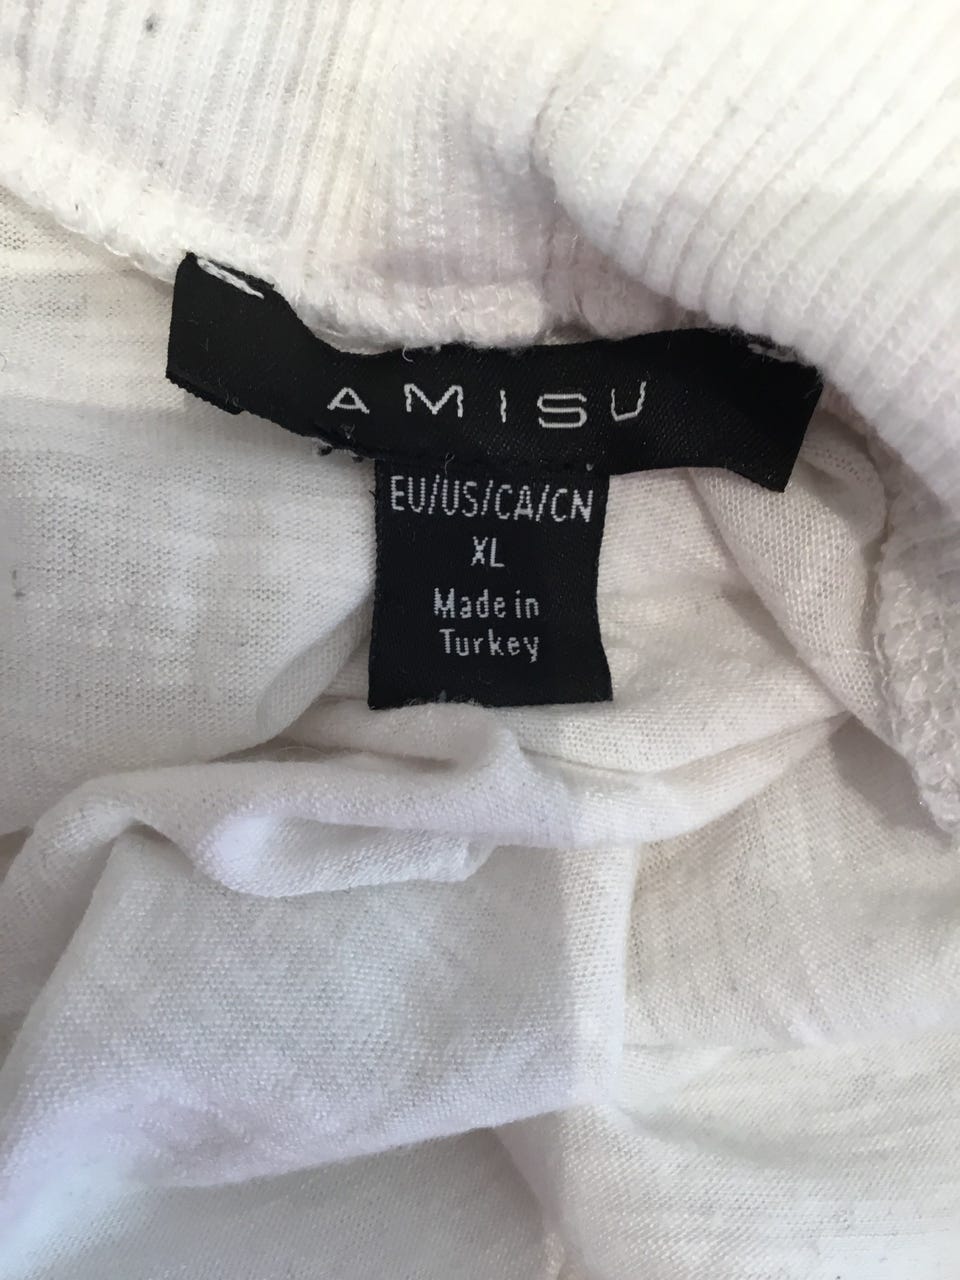 AMISU
EU/US/CA/CN
XL
Made in
Turkey